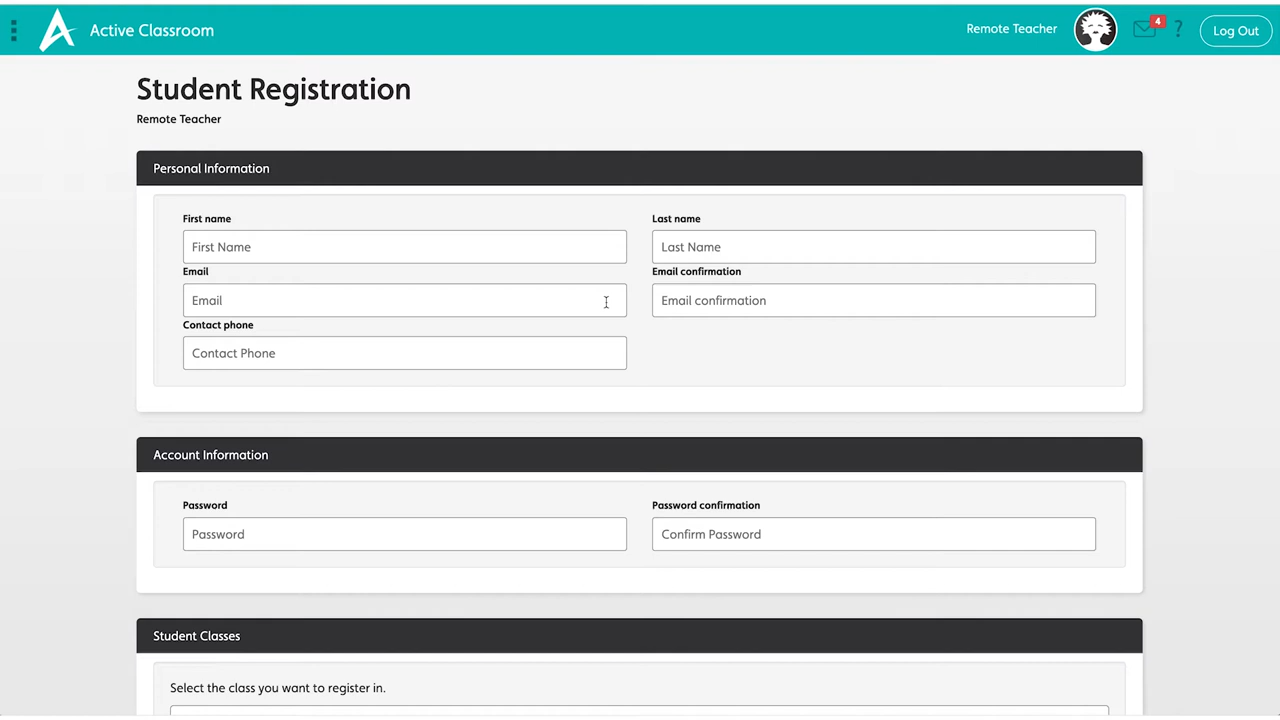 Active Classroom
Remote Teacher
4
?
Log Out
Student Registration
Remote Teacher
Personal Information
First name
Last name
First Name
Last Name
Email
Email confirmation
Email
Email confirmation
Contact phone
Contact Phone
Account Information
Password
Password confirmation
Password
Confirm Password
Student Classes
Select the class you want to register in.